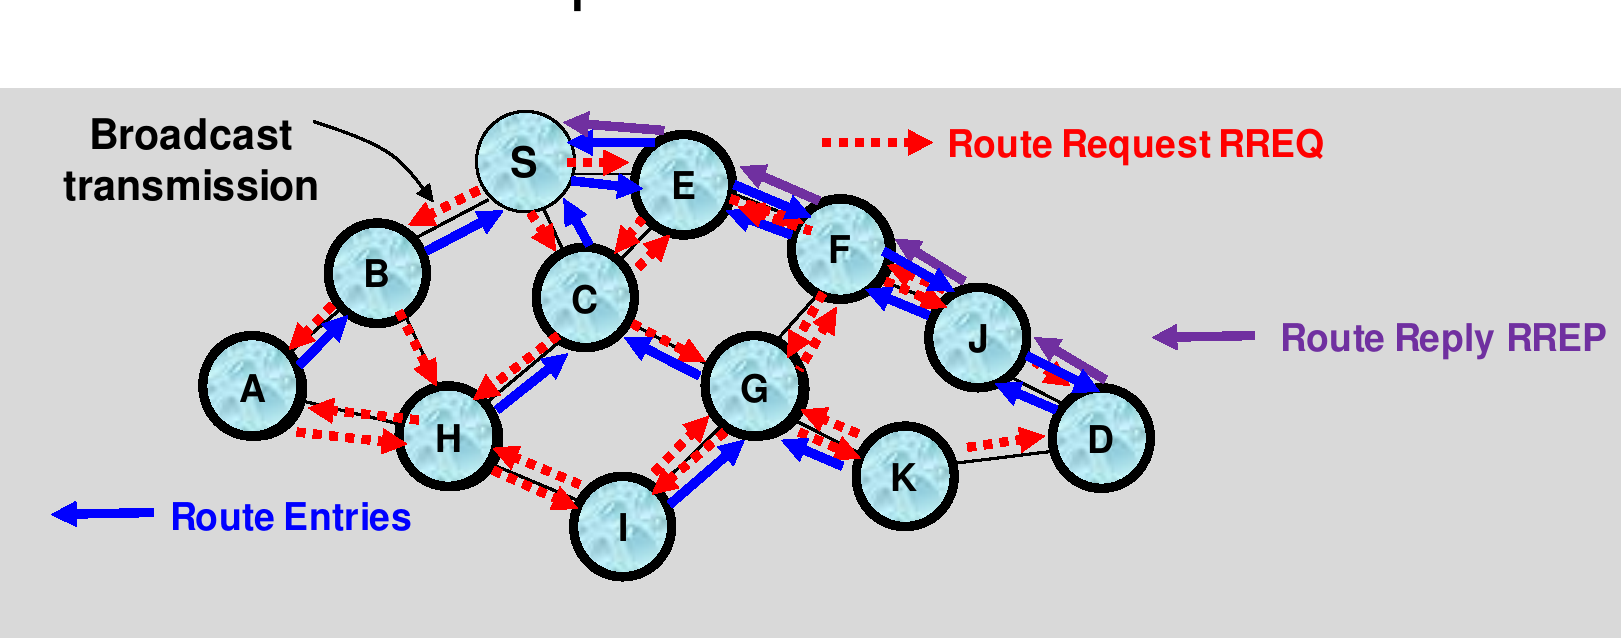 Broadcast
transmission
S
E
Route Request RREQ
B
F
C
J
Route Reply RREP
A
G
H
D
K
I
Route Entries